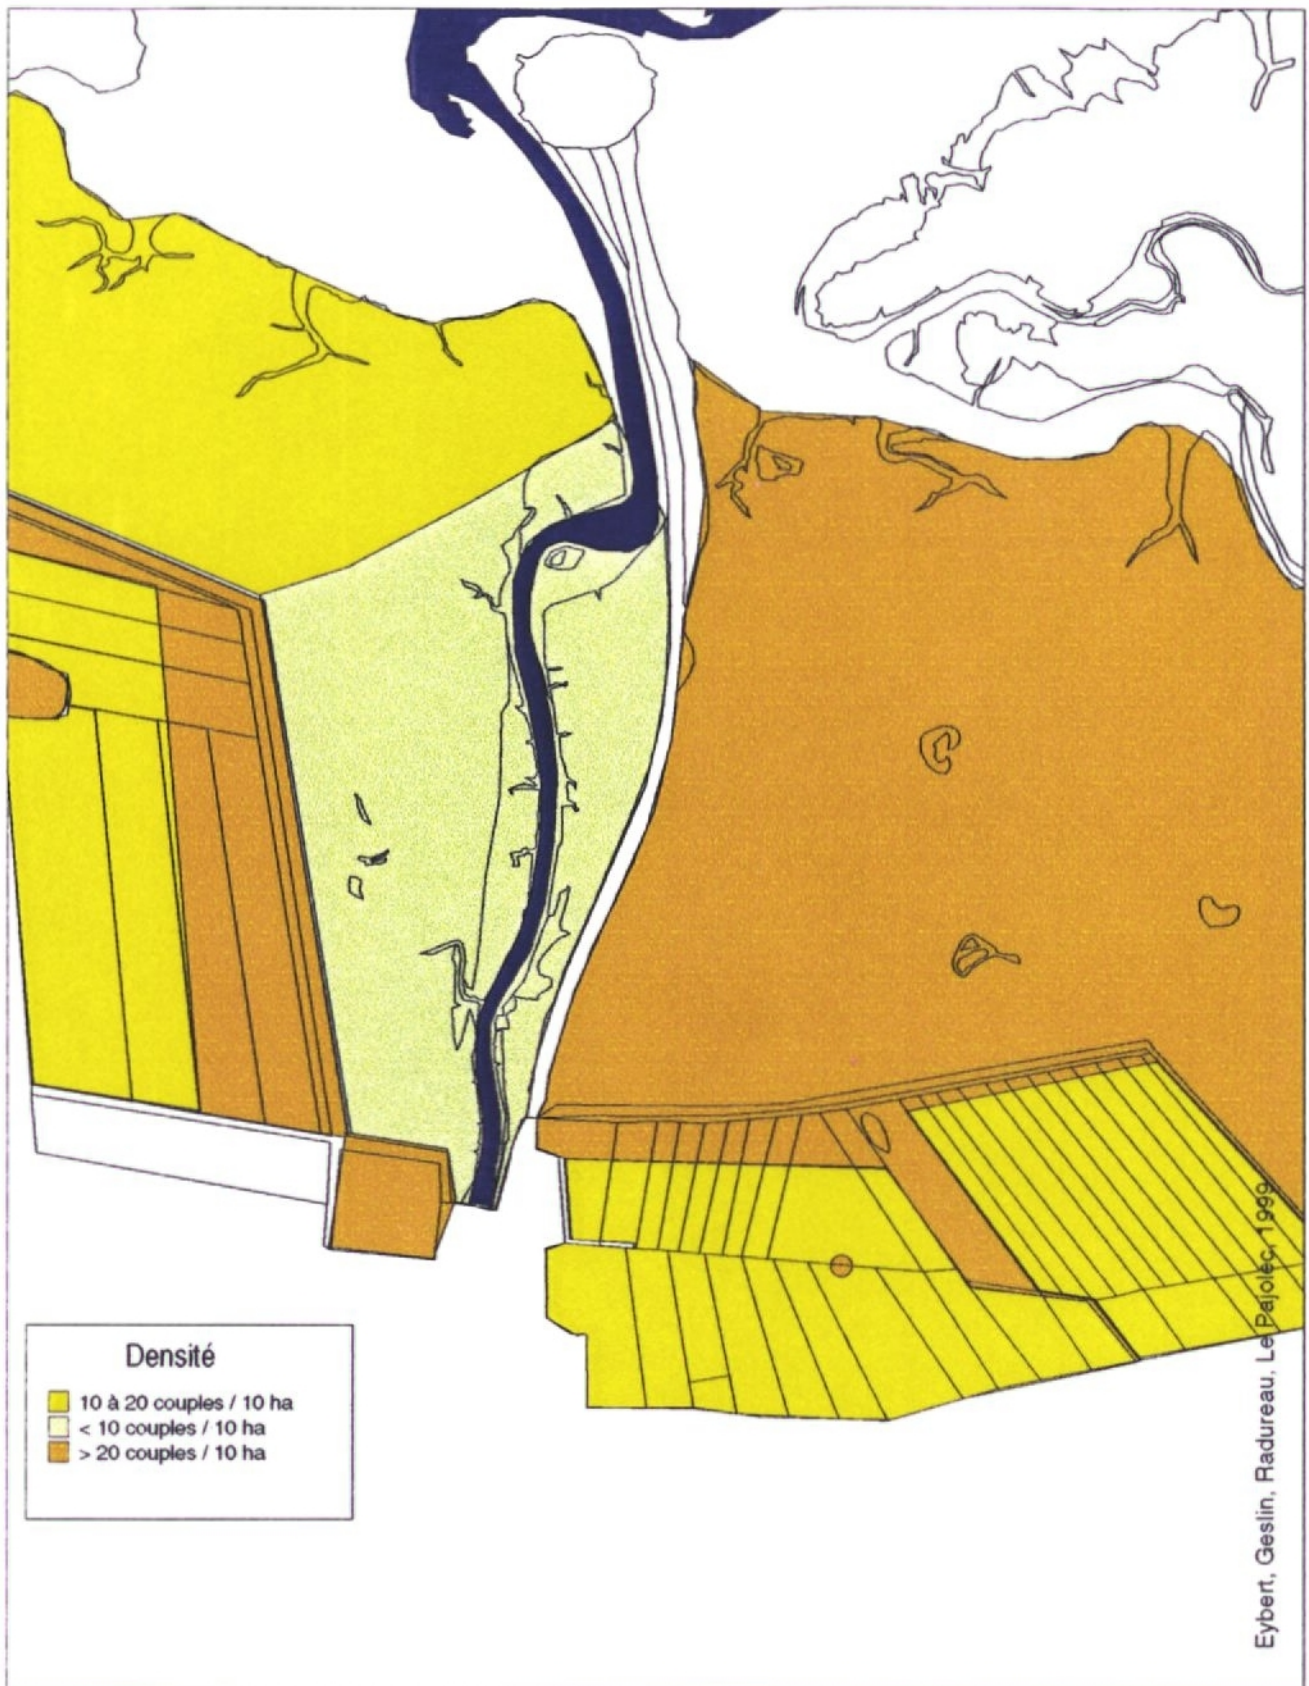 Densité
10 à 20 couples / 10 ha
< 10 couples / 10 ha
> 20 couples / 10 ha
Eybert, Geslin, Radureau, Le Pajolec, 1999